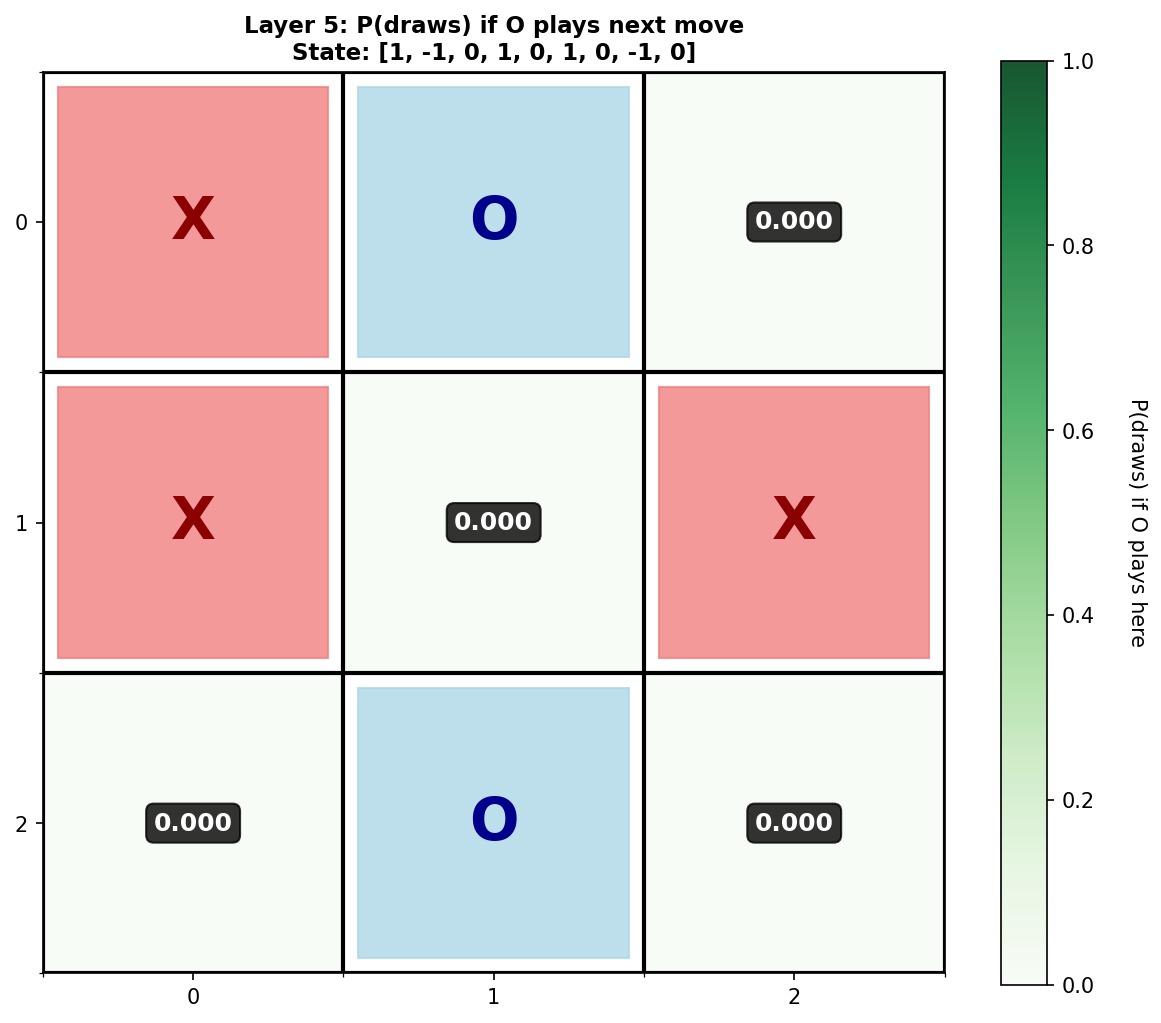 Layer 5: P(draws) if O plays next move
State: [1, -1, 0, 1, 0, 1, 0, -1, 0]
X O 0.000
X 0.000 X
0.000 O 0.000
0
1
2
0 1 2
1.0
0.8
0.6
0.4
0.2
0.0
P(draws) if O plays here